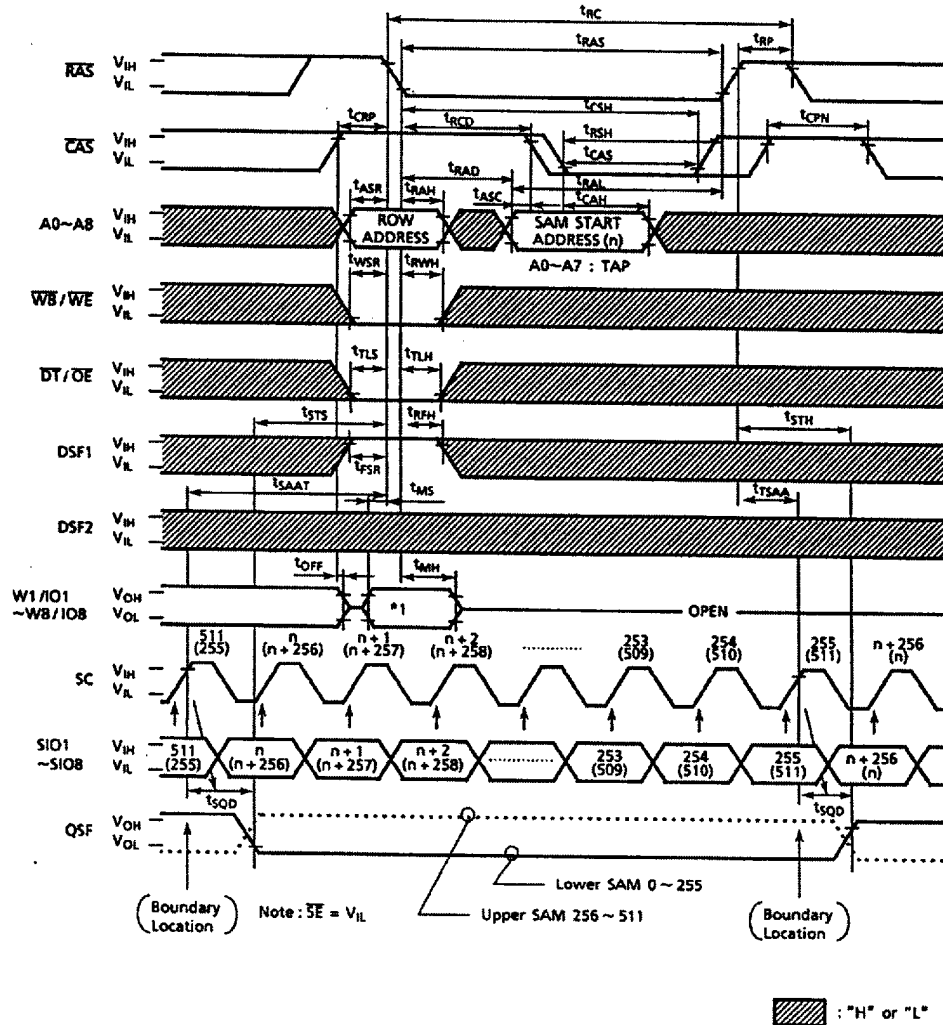 tRC
tRAS
tRP
RAS VIH
VIL
tCSH
tCRP
tRCD
tRSH
tCPN
CAS VIH
VIL
tCAS
tRAD
tRAL
tASR
tRAH
tASC
tCAH
A0~A8 VIH
VIL
ROW
ADDRESS
SAM START
ADDRESS (n)
A0~A7 : TAP
tWSR
tRWH
WB / WE VIH
VIL
tTLS
tTLH
DT / OE VIH
VIL
tSTS
tRFH
tSTH
DSF1 VIH
VIL
tFSR
tSAAT
tMS
tTSAA
DSF2 VIH
VIL
tOFF
tMH
W1/IO1
~W8/IO8
VOH
VOL
*1
OPEN
511 n n+1 n+2 ........... 253 254 255 n+256
(255) (n+256) (n+257) (n+258) (509) (510) (511) (n)
SC VIH
VIL
SIO1
~SIO8
VIH
VIL
511 n n+1 n+2 ........... 253 254 255 n+256
(255) (n+256) (n+257) (n+258) (509) (510) (511) (n)
tSQD
tSQD
QSF VOH
VOL
Lower SAM 0~255
Upper SAM 256~511
(Boundary
Location)
Note : SE = VIL
(Boundary
Location)
: "H" or "L"